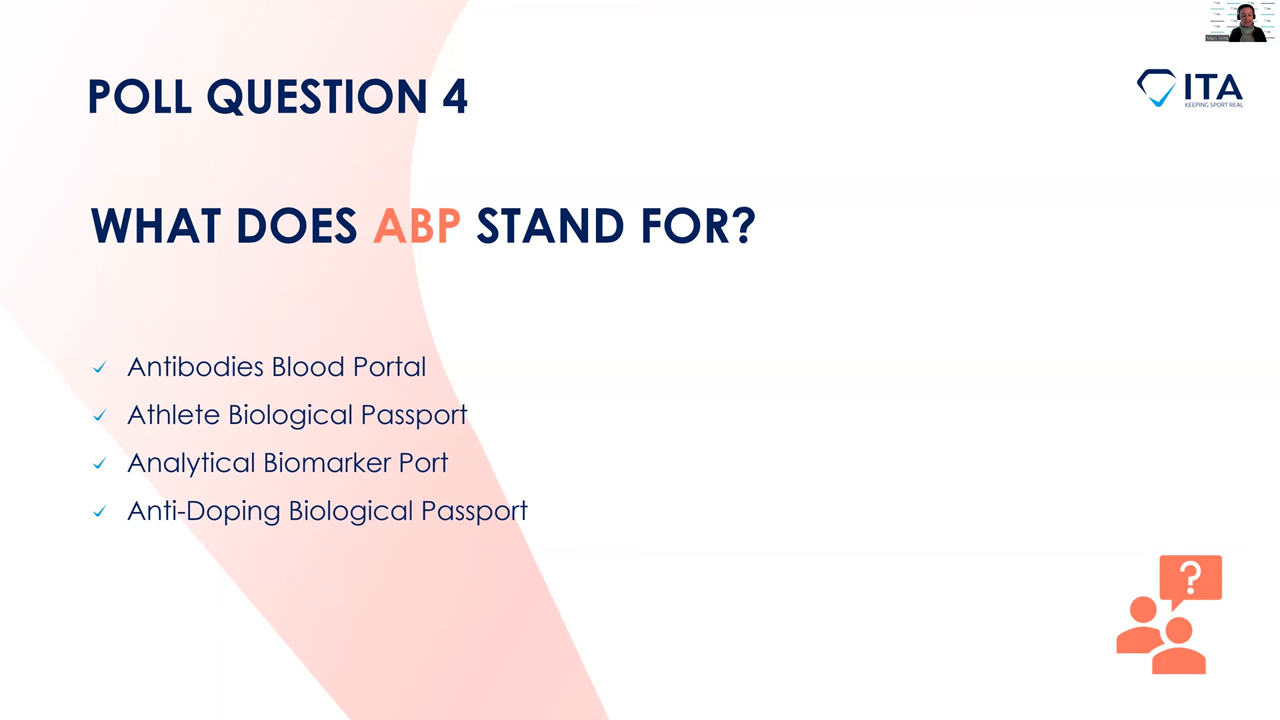 POLL QUESTION 4
ITA
KEEPING SPORT REAL
WHAT DOES ABP STAND FOR?
Antibodies Blood Portal
Athlete Biological Passport
Analytical Biomarker Port
Anti-Doping Biological Passport
?